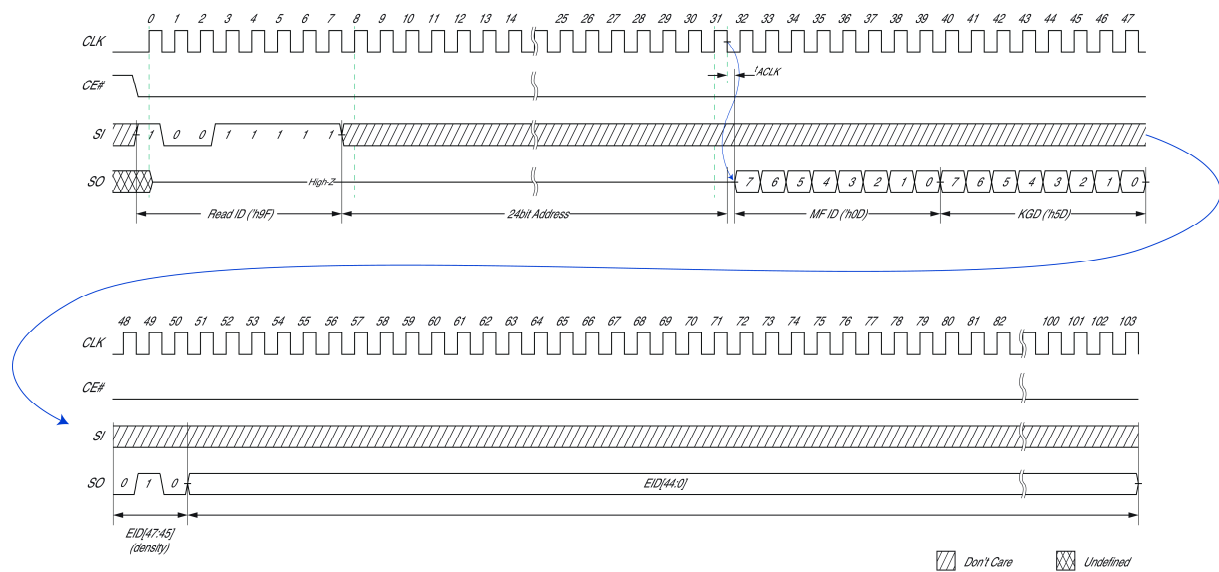 0 1 2 3 4 5 6 7 8 9 10 11 12 13 14 25 26 27 28 29 30 31 32 33 34 35 36 37 38 39 40 41 42 43 44 45 46 47
CLK
tACLK
CE#
SI 1 0 0 1 1 1 1 1
SO High-Z 7 6 5 4 3 2 1 0 7 6 5 4 3 2 1 0
Read ID ('h9F) 24bit Address MF ID ('h0D) KGD ('h5D)
48 49 50 51 52 53 54 55 56 57 58 59 60 61 62 63 64 65 66 67 68 69 70 71 72 73 74 75 76 77 78 79 80 81 82 100 101 102 103
CLK
CE#
SI
SO 0 1 0 EID[44:0]
EID[47:45]
(density)
Don't Care Undefined